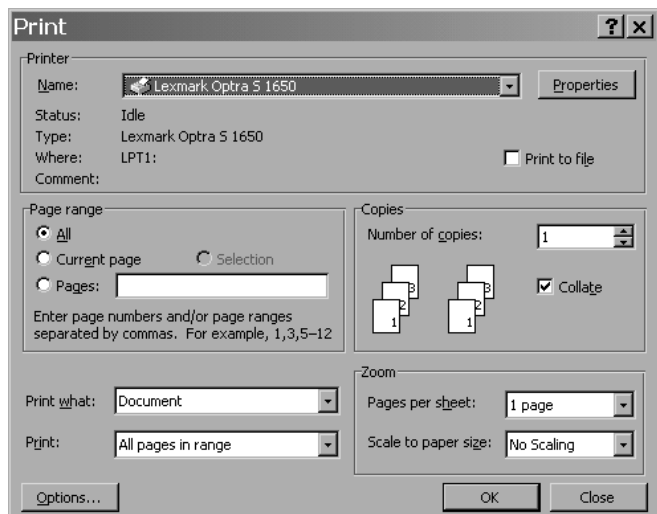 Print
Printer
Name: Lexmark Optra S 1650 Properties
Status: Idle
Type: Lexmark Optra S 1650
Where: LPT1: Print to file
Comment:
Page range
All
Current page Selection
Pages:
Enter page numbers and/or page ranges
separated by commas. For example, 1,3,5–12
Copies
Number of copies: 1
3 3
2 2
1 1
Collate
Print what: Document
Print: All pages in range
Zoom
Pages per sheet: 1 page
Scale to paper size: No Scaling
Options... OK Close